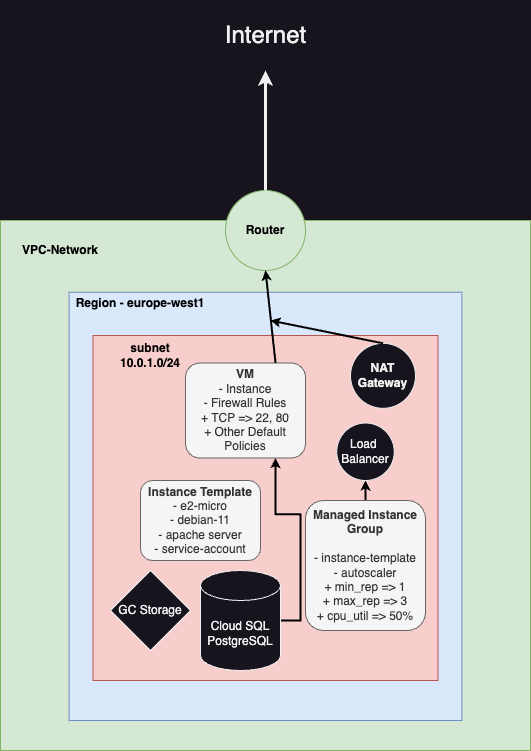 Internet
Router
VPC-Network
Region - europe-west1
subnet
10.0.1.0/24
VM
- Instance
- Firewall Rules
+ TCP => 22, 80
+ Other Default
Policies
NAT
Gateway
Load
Balancer
Instance Template
- e2-micro
- debian-11
- apache server
- service-account
Managed Instance
Group
- instance-template
- autoscaler
+ min_rep => 1
+ max_rep => 3
+ cpu_util => 50%
GC Storage
Cloud SQL
PostgreSQL